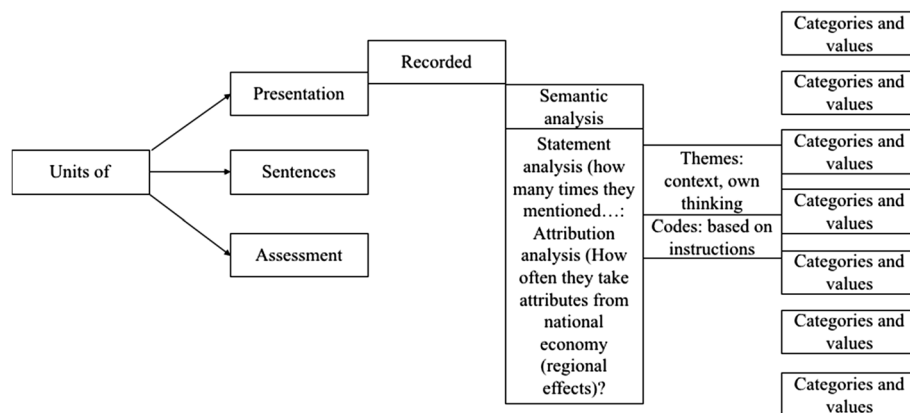 Units of
Presentation
Sentences
Assessment
Recorded
Semantic
analysis
Statement
analysis (how
many times they
mentioned…:
Attribution
analysis (How
often they take
attributes from
national
economy
(regional
effects)?
Themes:
context, own
thinking
Codes: based on
instructions
Categories and
values
Categories and
values
Categories and
values
Categories and
values
Categories and
values
Categories and
values
Categories and
values